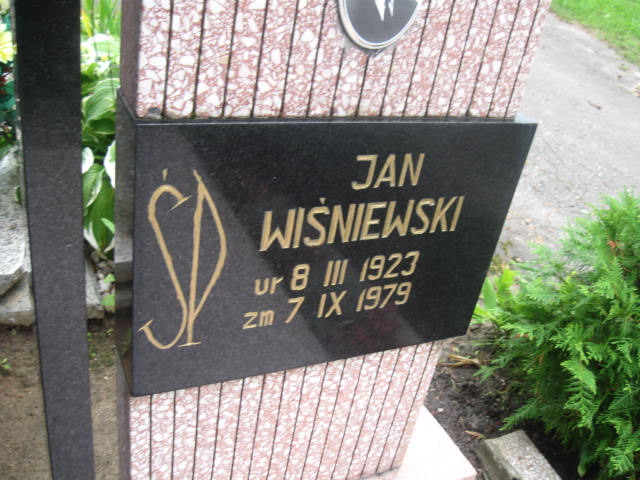 ŚP
JAN
WIŚNIEWSKI
ur 8 III 1923
zm 7 IX 1979